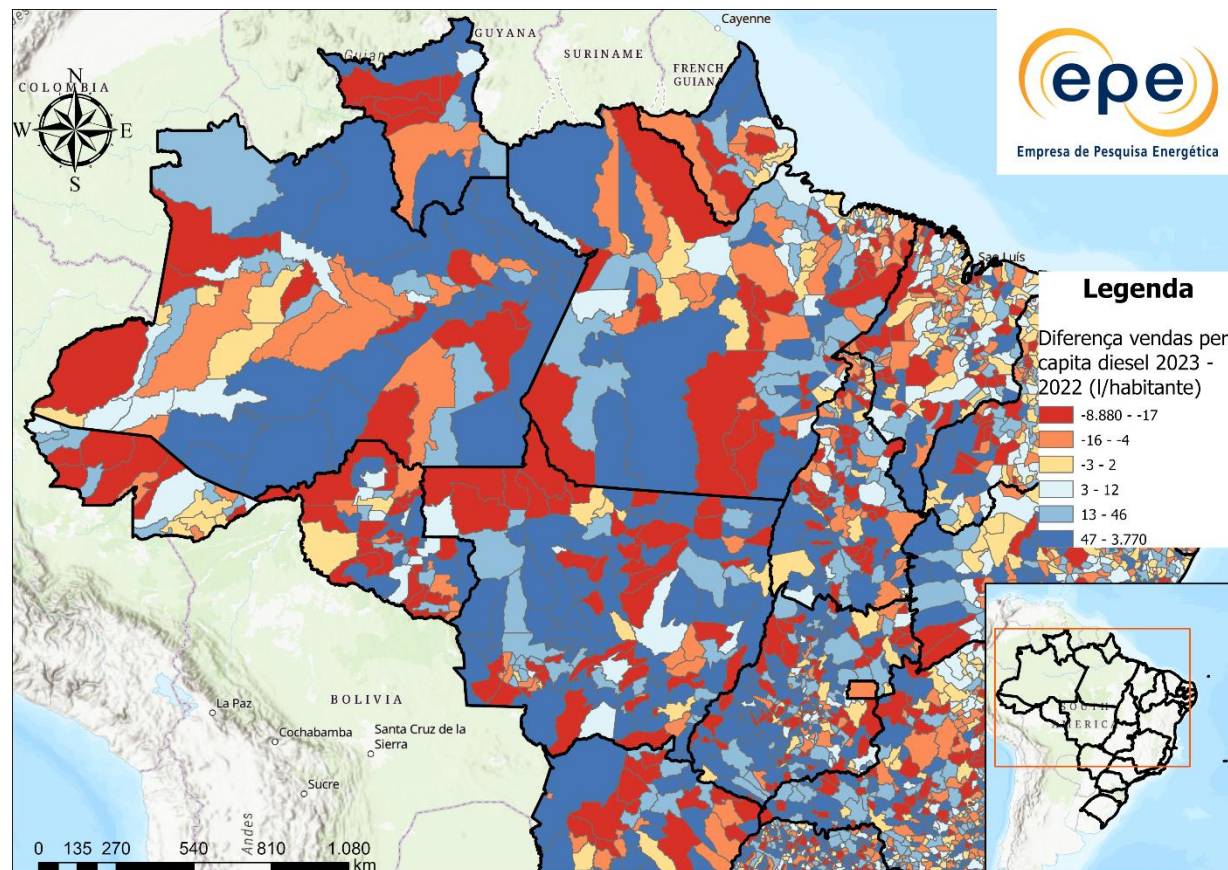 Cayenne
GUYANA
SURINAME
FRENCH
GUIANA
COLOMBIA
N
W
E
S
epe
Empresa de Pesquisa Energética
Legenda
Diferença vendas per
capita diesel 2023 -
2022 (l/habitante)
-8.880 - -17
-16 - -4
-3 - 2
3 - 12
13 - 46
47 - 3.770
BOLIVIA
La Paz
Cochabamba
Santa Cruz de la
Sierra
Sucre
Andes
SOUTH
AMERICA
0 135 270 540 810 1.080
km